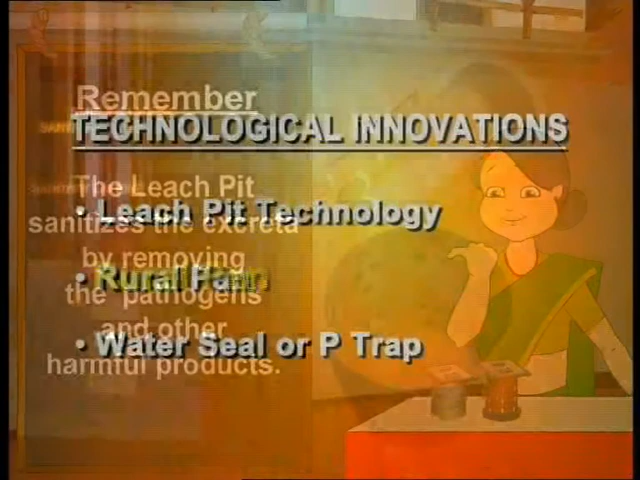 Remember
TECHNOLOGICAL INNOVATIONS
The Leach Pit
• Leach Pit Technology
sanitizes the excreta
by removing
• Rural Pan
the pathogens
and other
• Water Seal or P Trap
harmful products.